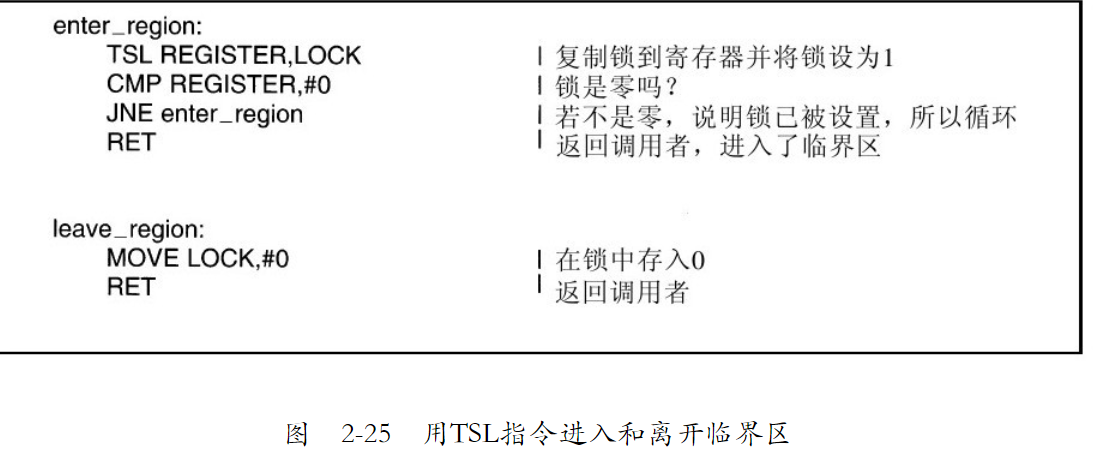 enter_region:
TSL REGISTER,LOCK | 复制锁到寄存器并将锁设为1
CMP REGISTER,#0 | 锁是零吗？
JNE enter_region | 若不是零，说明锁已被设置，所以循环
RET | 返回调用者，进入了临界区
leave_region:
MOVE LOCK,#0 | 在锁中存入0
RET | 返回调用者
图 2-25 用TSL指令进入和离开临界区